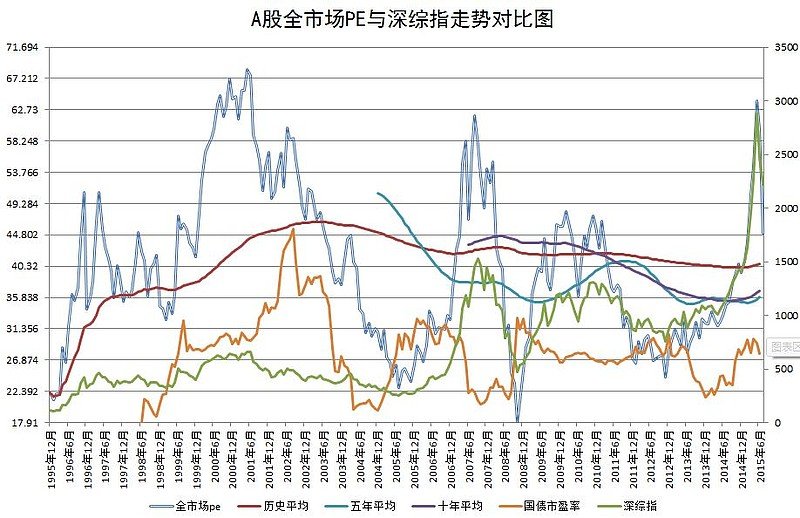 A股全市场PE与深综指走势对比图
71.694
67.212
62.73
58.248
53.766
49.284
44.802
40.32
35.838
31.356
26.874
22.392
17.91
3500
3000
2500
2000
1500
1000
500
0
图表区
1995年12月
1996年6月
1996年12月
1997年6月
1997年12月
1998年6月
1998年12月
1999年6月
1999年12月
2000年6月
2000年12月
2001年6月
2001年12月
2002年6月
2002年12月
2003年6月
2003年12月
2004年6月
2004年12月
2005年6月
2005年12月
2006年6月
2006年12月
2007年6月
2007年12月
2008年6月
2008年12月
2009年6月
2009年12月
2010年6月
2010年12月
2011年6月
2011年12月
2012年6月
2012年12月
2013年6月
2013年12月
2014年6月
2014年12月
2015年6月
全市场pe 历史平均 五年平均 十年平均 国债市盈率 深综指